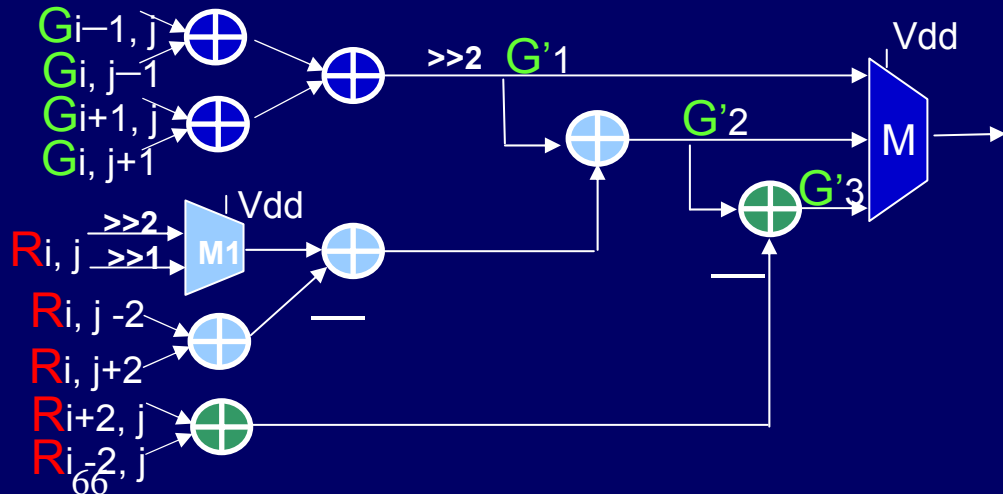 Gi–1, j
Gi, j–1
Gi+1, j
Gi, j+1
>>2 G’1
Vdd
G’2
M
G’3
Vdd
>>2
Ri, j >>1
M1
Ri, j -2
Ri, j+2
Ri+2, j
Ri -2, j
66